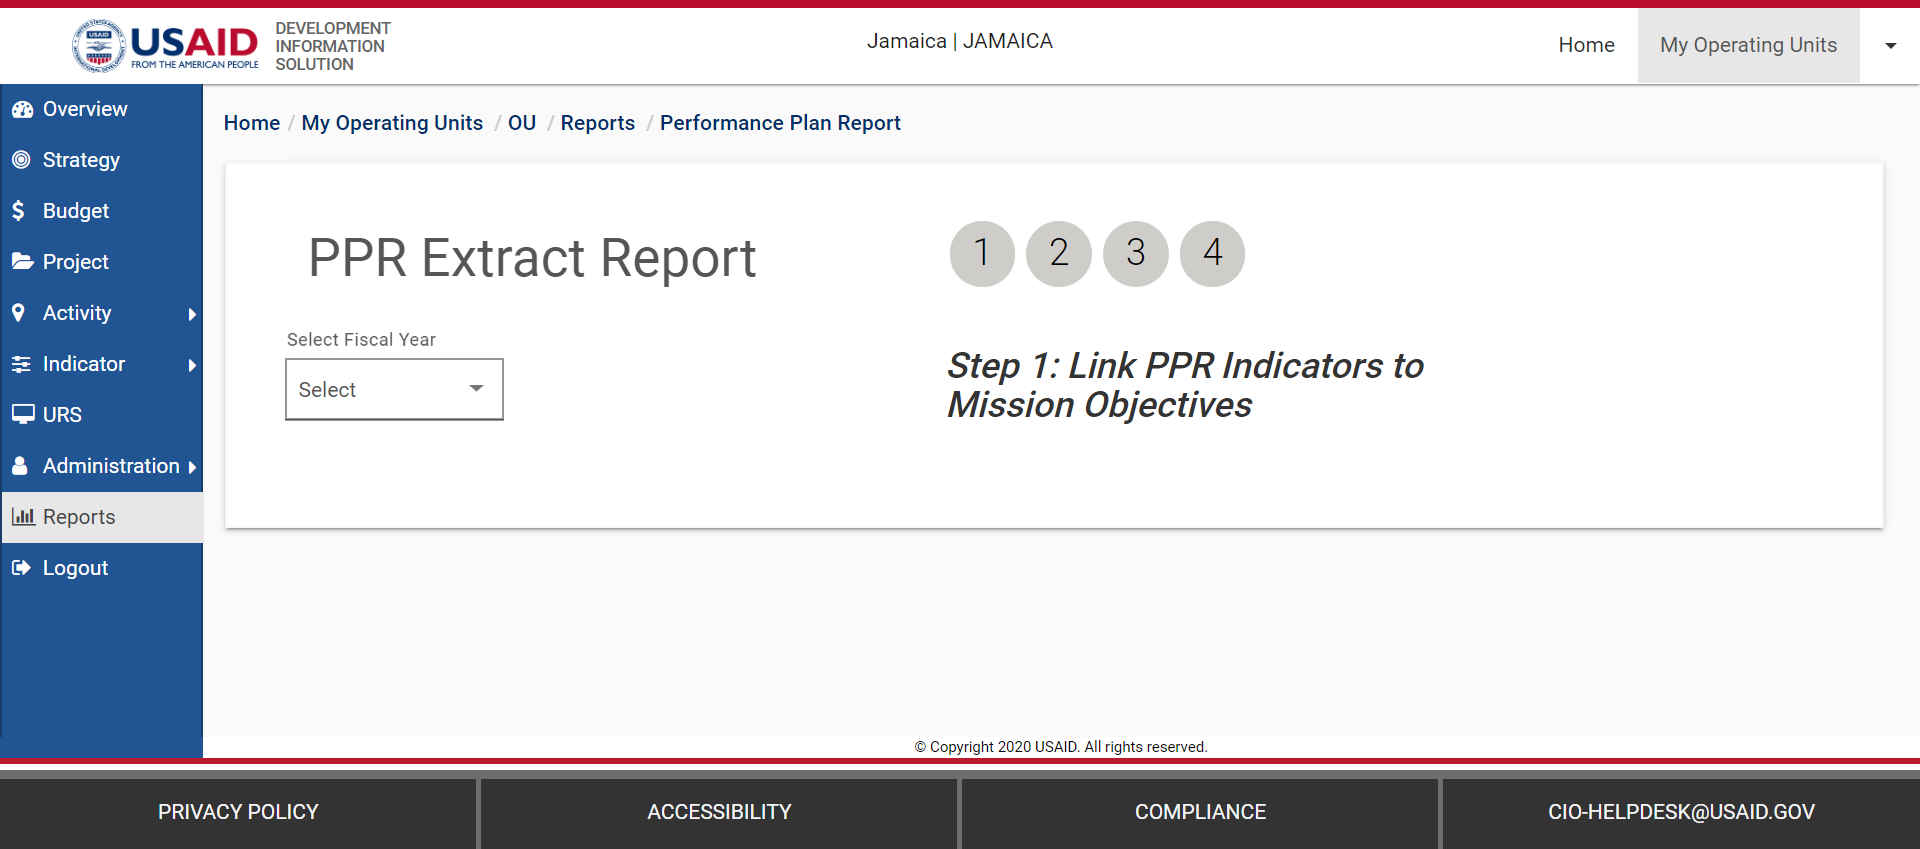 USAID
FROM THE AMERICAN PEOPLE
DEVELOPMENT
INFORMATION
SOLUTION
Jamaica | JAMAICA
Home
My Operating Units
Overview
Strategy
Budget
Project
Activity
Indicator
URS
Administration
Reports
Logout
Home / My Operating Units / OU / Reports / Performance Plan Report
PPR Extract Report
1 2 3 4
Select Fiscal Year
Select
Step 1: Link PPR Indicators to
Mission Objectives
© Copyright 2020 USAID. All rights reserved.
PRIVACY POLICY
ACCESSIBILITY
COMPLIANCE
CIO-HELPDESK@USAID.GOV